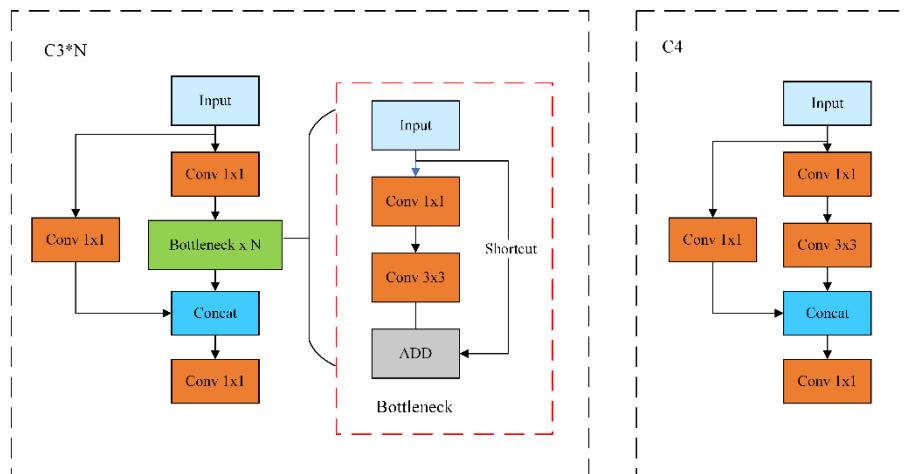 C3*N
Input
Conv 1x1
Conv 1x1
Bottleneck x N
Concat
Conv 1x1
Input
Conv 1x1
Shortcut
Conv 3x3
ADD
Bottleneck
C4
Input
Conv 1x1
Conv 1x1
Conv 3x3
Concat
Conv 1x1